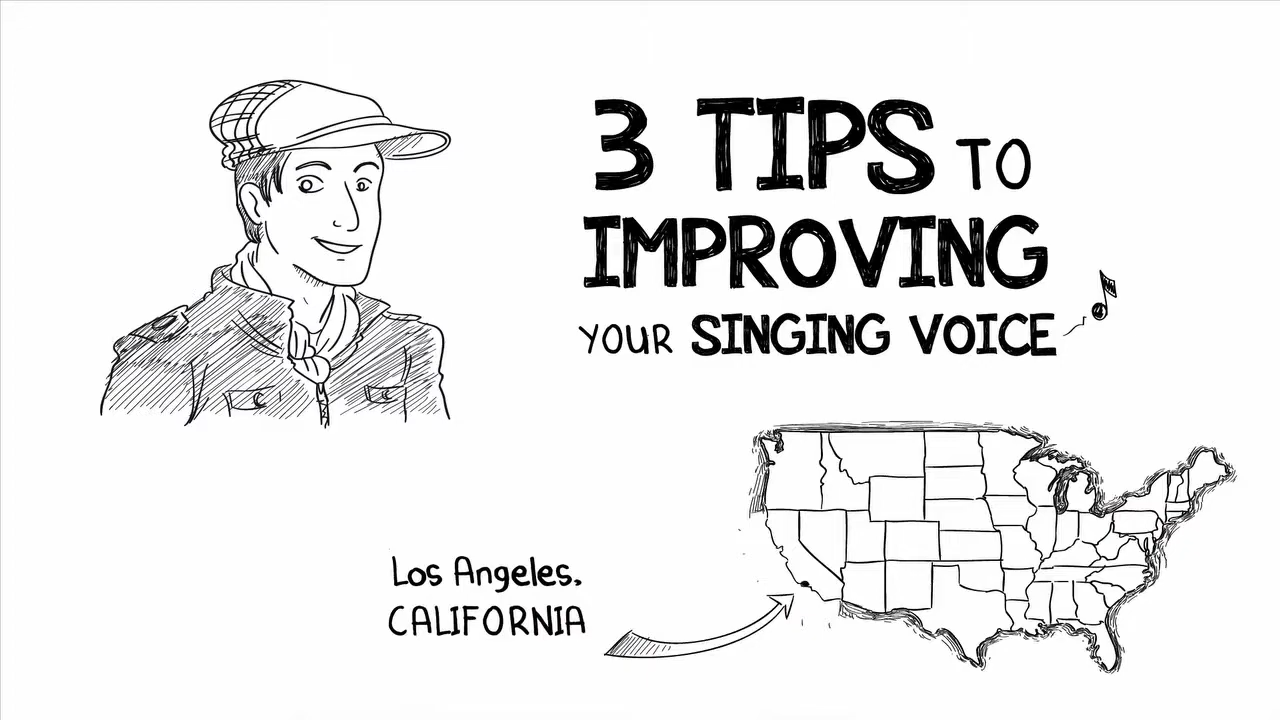 3 TIPS TO
IMPROVING
YOUR SINGING VOICE
Los Angeles,
CALIFORNIA